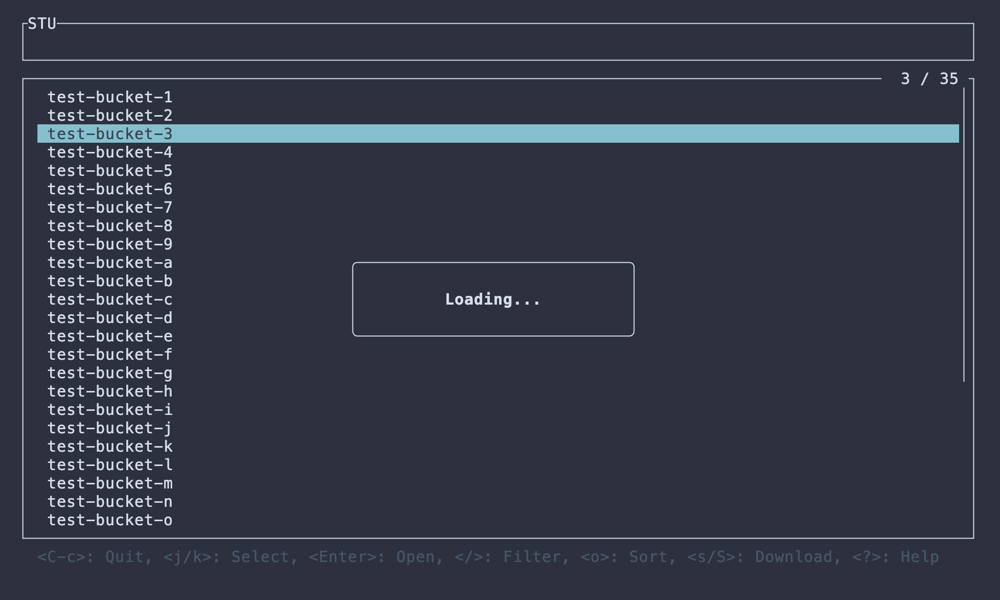 STU
3 / 35
test-bucket-1
test-bucket-2
test-bucket-3
test-bucket-4
test-bucket-5
test-bucket-6
test-bucket-7
test-bucket-8
test-bucket-9
test-bucket-a
test-bucket-b
test-bucket-c
Loading...
test-bucket-d
test-bucket-e
test-bucket-f
test-bucket-g
test-bucket-h
test-bucket-i
test-bucket-j
test-bucket-k
test-bucket-l
test-bucket-m
test-bucket-n
test-bucket-o
<C-c>: Quit, <j/k>: Select, <Enter>: Open, </>: Filter, <o>: Sort, <s/S>: Download, <?>: Help